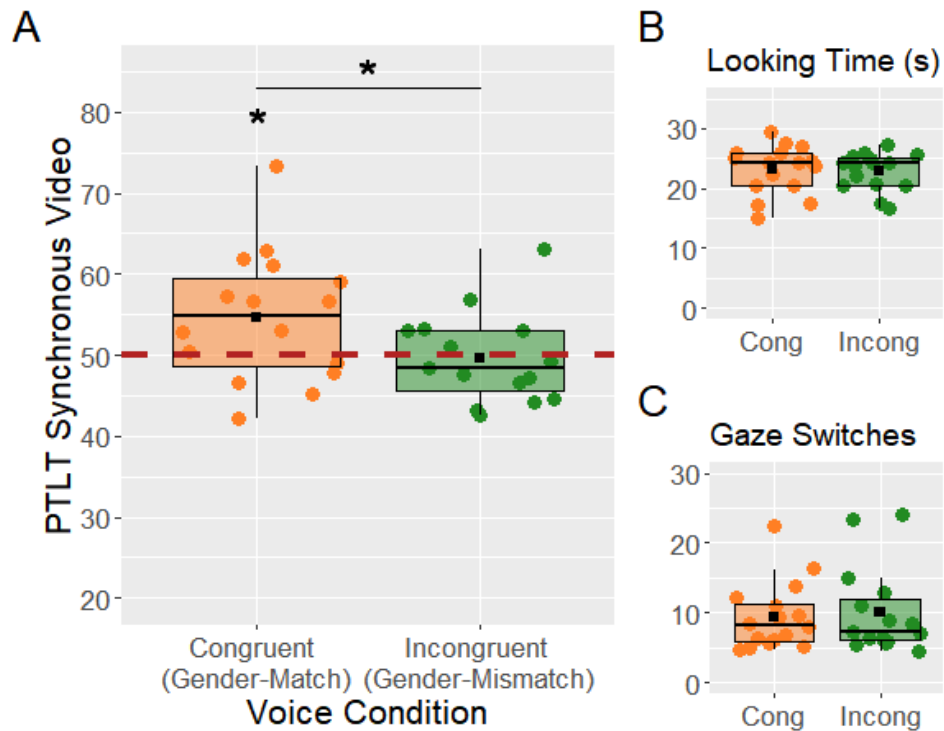 A
*
*
PTLT Synchronous Video
80
70
60
50
40
30
20
Congruent
(Gender-Match)
Incongruent
(Gender-Mismatch)
Voice Condition
B
Looking Time (s)
30
20
10
0
Cong
Incong
C
Gaze Switches
30
20
10
0
Cong
Incong